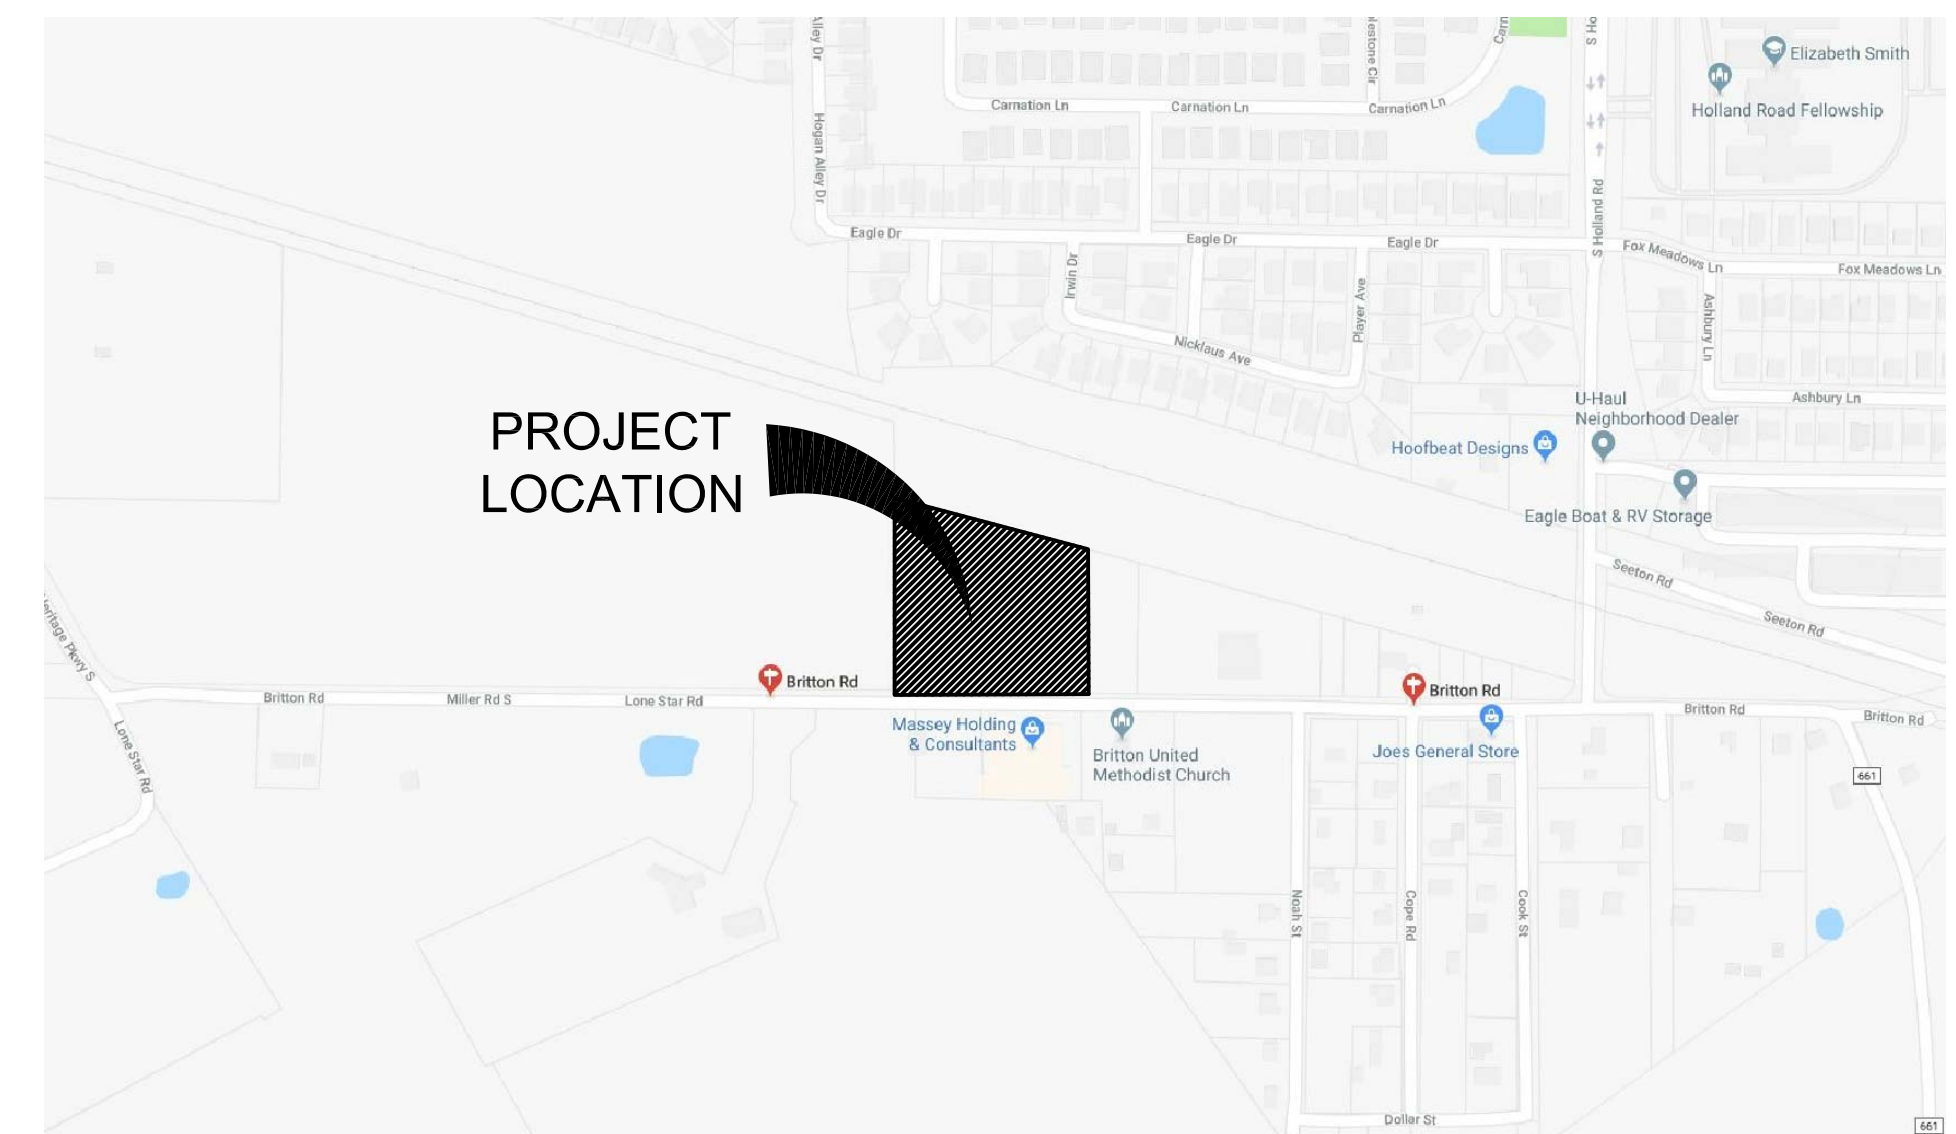 Alley Dr
Hogan Alley Dr
Carnation Ln
Carnation Ln
Carnation Ln
S Holland Rd
Elizabeth Smith
Holland Road Fellowship
Eagle Dr
Eagle Dr
Eagle Dr
Fox Meadows Ln
Fox Meadows Ln
Irwin Dr
Player Ave
Nicklaus Ave
Ashbury Ln
Ashbury Ln
U-Haul
Neighborhood Dealer
Hoofbeat Designs
Eagle Boat & RV Storage
PROJECT
LOCATION
Seeton Rd
Seeton Rd
Britton Rd
Miller Rd S
Lone Star Rd
Britton Rd
Britton Rd
Britton Rd
Britton Rd
Lone Star Rd
Massey Holding
& Consultants
Britton United
Methodist Church
Joes General Store
661
Noah St
Cope Rd
Cook St
Dollar St
661